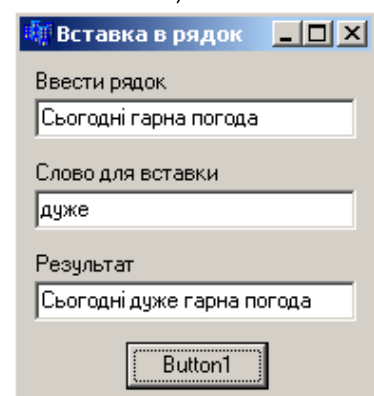 Вставка в рядок
Ввести рядок
Сьогодні гарна погода
Слово для вставки
дуже
Результат
Сьогодні дуже гарна погода
Button1